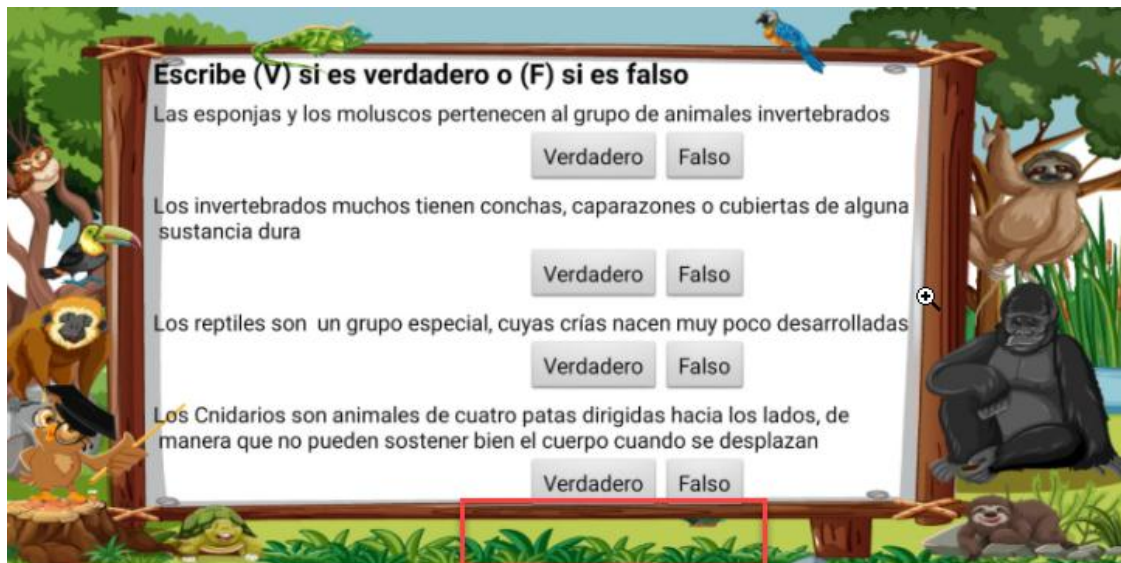 Escribe (V) si es verdadero o (F) si es falso
Las esponjas y los moluscos pertenecen al grupo de animales invertebrados
Verdadero Falso
Los invertebrados muchos tienen conchas, caparazones o cubiertas de alguna
sustancia dura
Verdadero Falso
Los reptiles son un grupo especial, cuyas crías nacen muy poco desarrolladas
Verdadero Falso
Los Cnidarios son animales de cuatro patas dirigidas hacia los lados, de
manera que no pueden sostener bien el cuerpo cuando se desplazan
Verdadero Falso